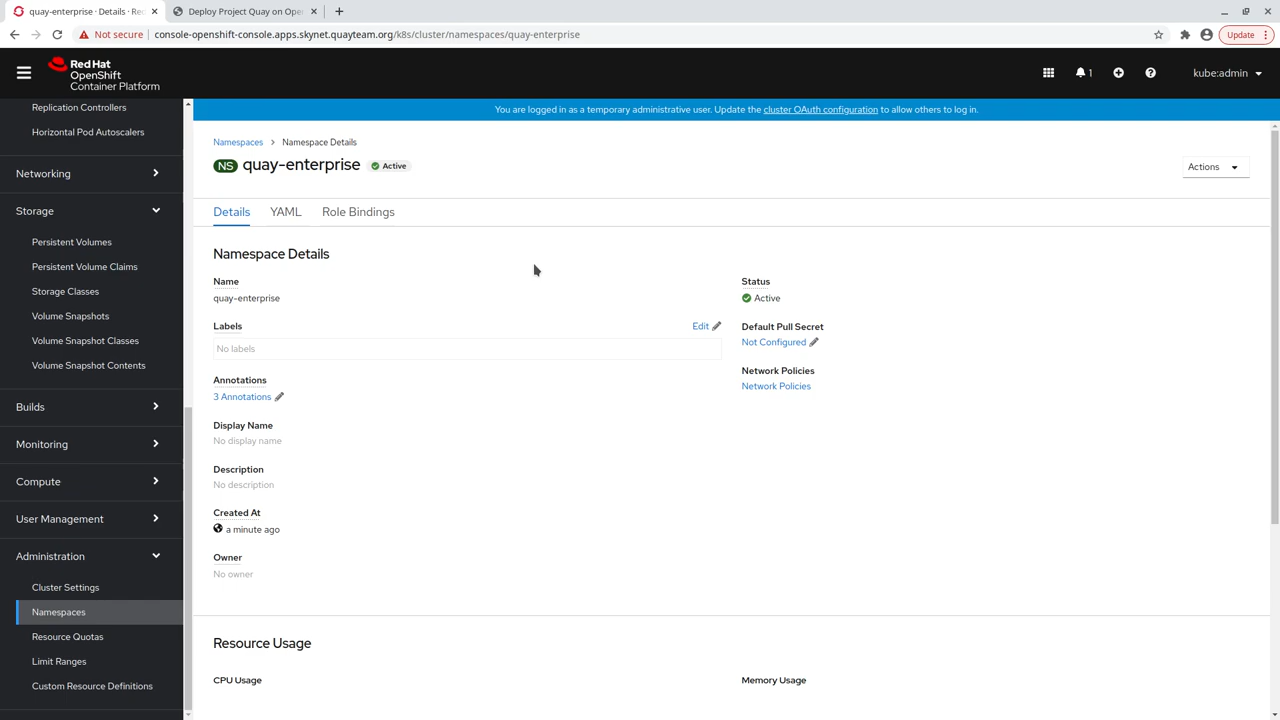 quay-enterprise · Details · Re
Deploy Project Quay on Ope
Not secure
console-openshift-console.apps.skynet.quayteam.org/k8s/cluster/namespaces/quay-enterprise
Update
Red Hat
OpenShift
Container Platform
1
kube:admin
You are logged in as a temporary administrative user. Update the cluster OAuth configuration to allow others to log in.
Replication Controllers
Horizontal Pod Autoscalers
Networking
Storage
Persistent Volumes
Persistent Volume Claims
Storage Classes
Volume Snapshots
Volume Snapshot Classes
Volume Snapshot Contents
Builds
Monitoring
Compute
User Management
Administration
Cluster Settings
Namespaces
Resource Quotas
Limit Ranges
Custom Resource Definitions
Namespaces > Namespace Details
NS quay-enterprise Active
Actions
Details YAML Role Bindings
Namespace Details
Name
quay-enterprise
Labels Edit
No labels
Annotations
3 Annotations
Display Name
No display name
Description
No description
Created At
a minute ago
Owner
No owner
Status
Active
Default Pull Secret
Not Configured
Network Policies
Network Policies
Resource Usage
CPU Usage
Memory Usage